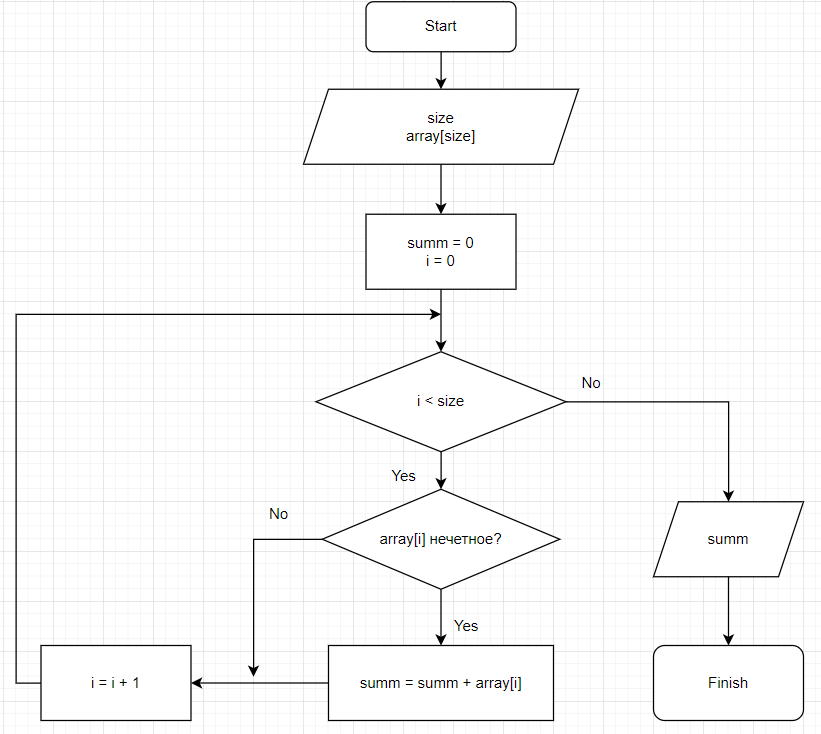 Start
size
array[size]
summ = 0
i = 0
i < size
No
Yes
array[i] нечетное?
No
Yes
summ = summ + array[i]
i = i + 1
summ
Finish